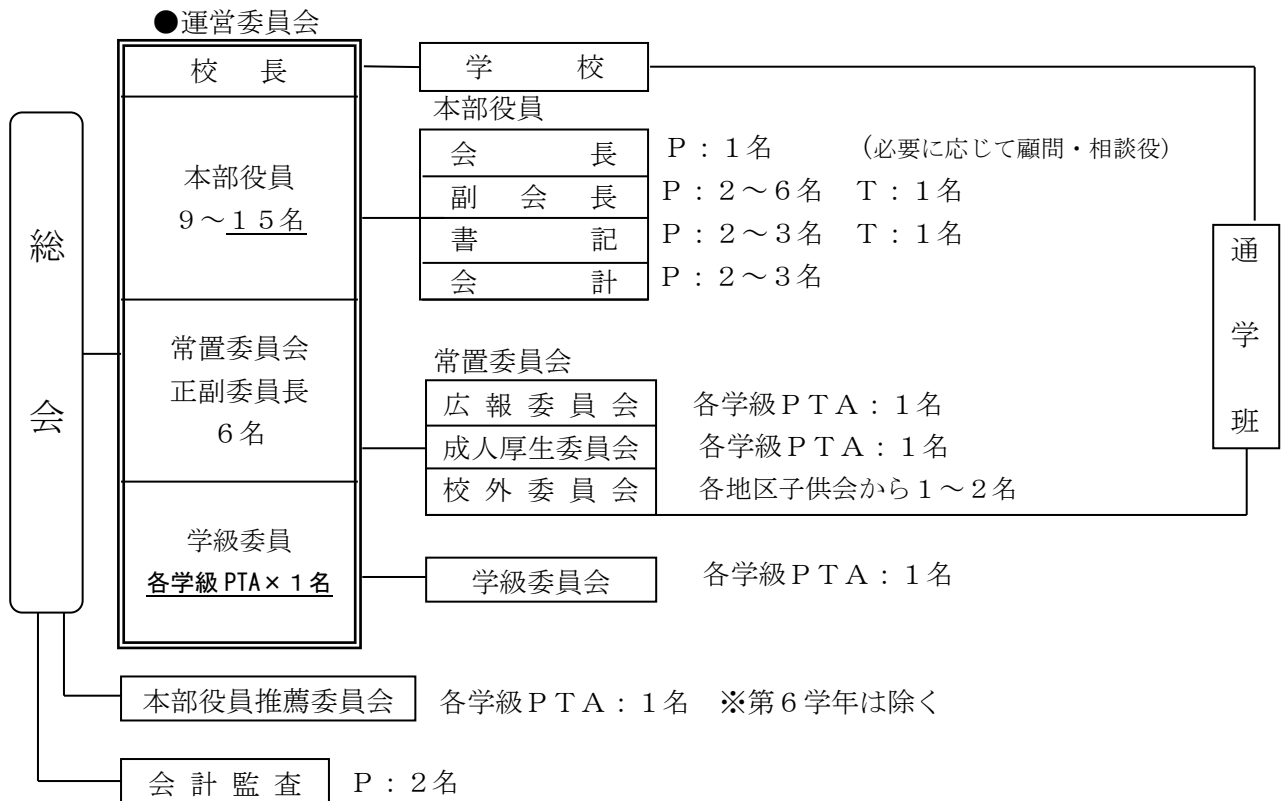 ●運営委員会
校　長
学　　校
本部役員
会　　長　Ｐ：１名　（必要に応じて顧問・相談役）
副　会　長　Ｐ：２～６名　Ｔ：１名
書　　記　Ｐ：２～３名　Ｔ：１名
会　　計　Ｐ：２～３名
本部役員
９～１５名
総会
通学班
常置委員会
正副委員長
６名
常置委員会
広報委員会　各学級ＰＴＡ：１名
成人厚生委員会　各学級ＰＴＡ：１名
校外委員会　各地区子供会から１～２名
学級委員
各学級PTA×１名
学級委員会　各学級ＰＴＡ：１名
本部役員推薦委員会　各学級ＰＴＡ：１名　※第６学年は除く
会計監査　Ｐ：２名